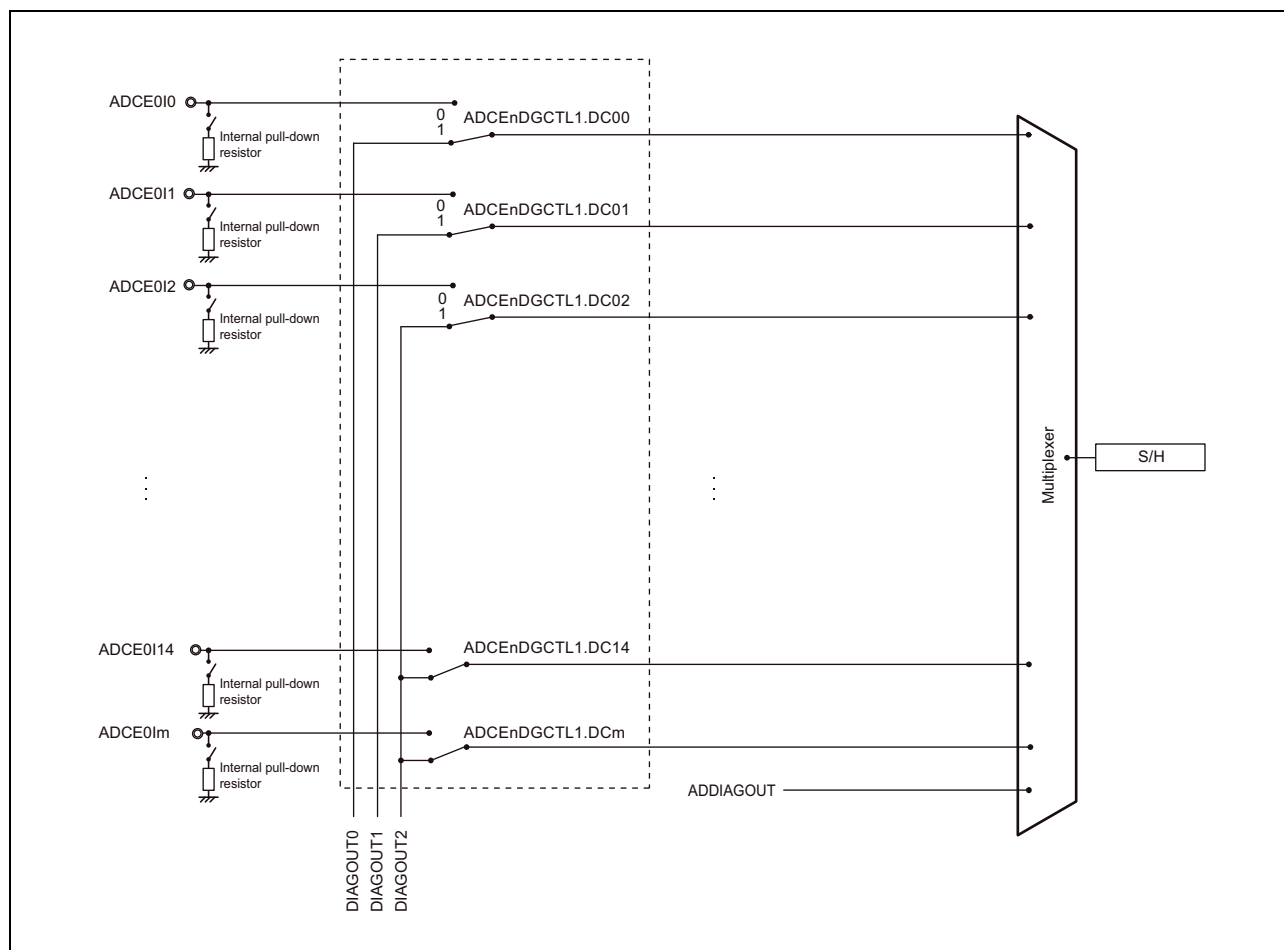 ADCE0I0
0
1
ADCEnDGCTL1.DC00
Internal pull-down
resistor
ADCE0I1
0
1
ADCEnDGCTL1.DC01
Internal pull-down
resistor
ADCE0I2
0
1
ADCEnDGCTL1.DC02
Internal pull-down
resistor
Multiplexer
S/H
ADCE0I14
ADCEnDGCTL1.DC14
Internal pull-down
resistor
ADCE0Im
ADCEnDGCTL1.DCm
Internal pull-down
resistor
ADDIAGOUT
DIAGOUT0
DIAGOUT1
DIAGOUT2